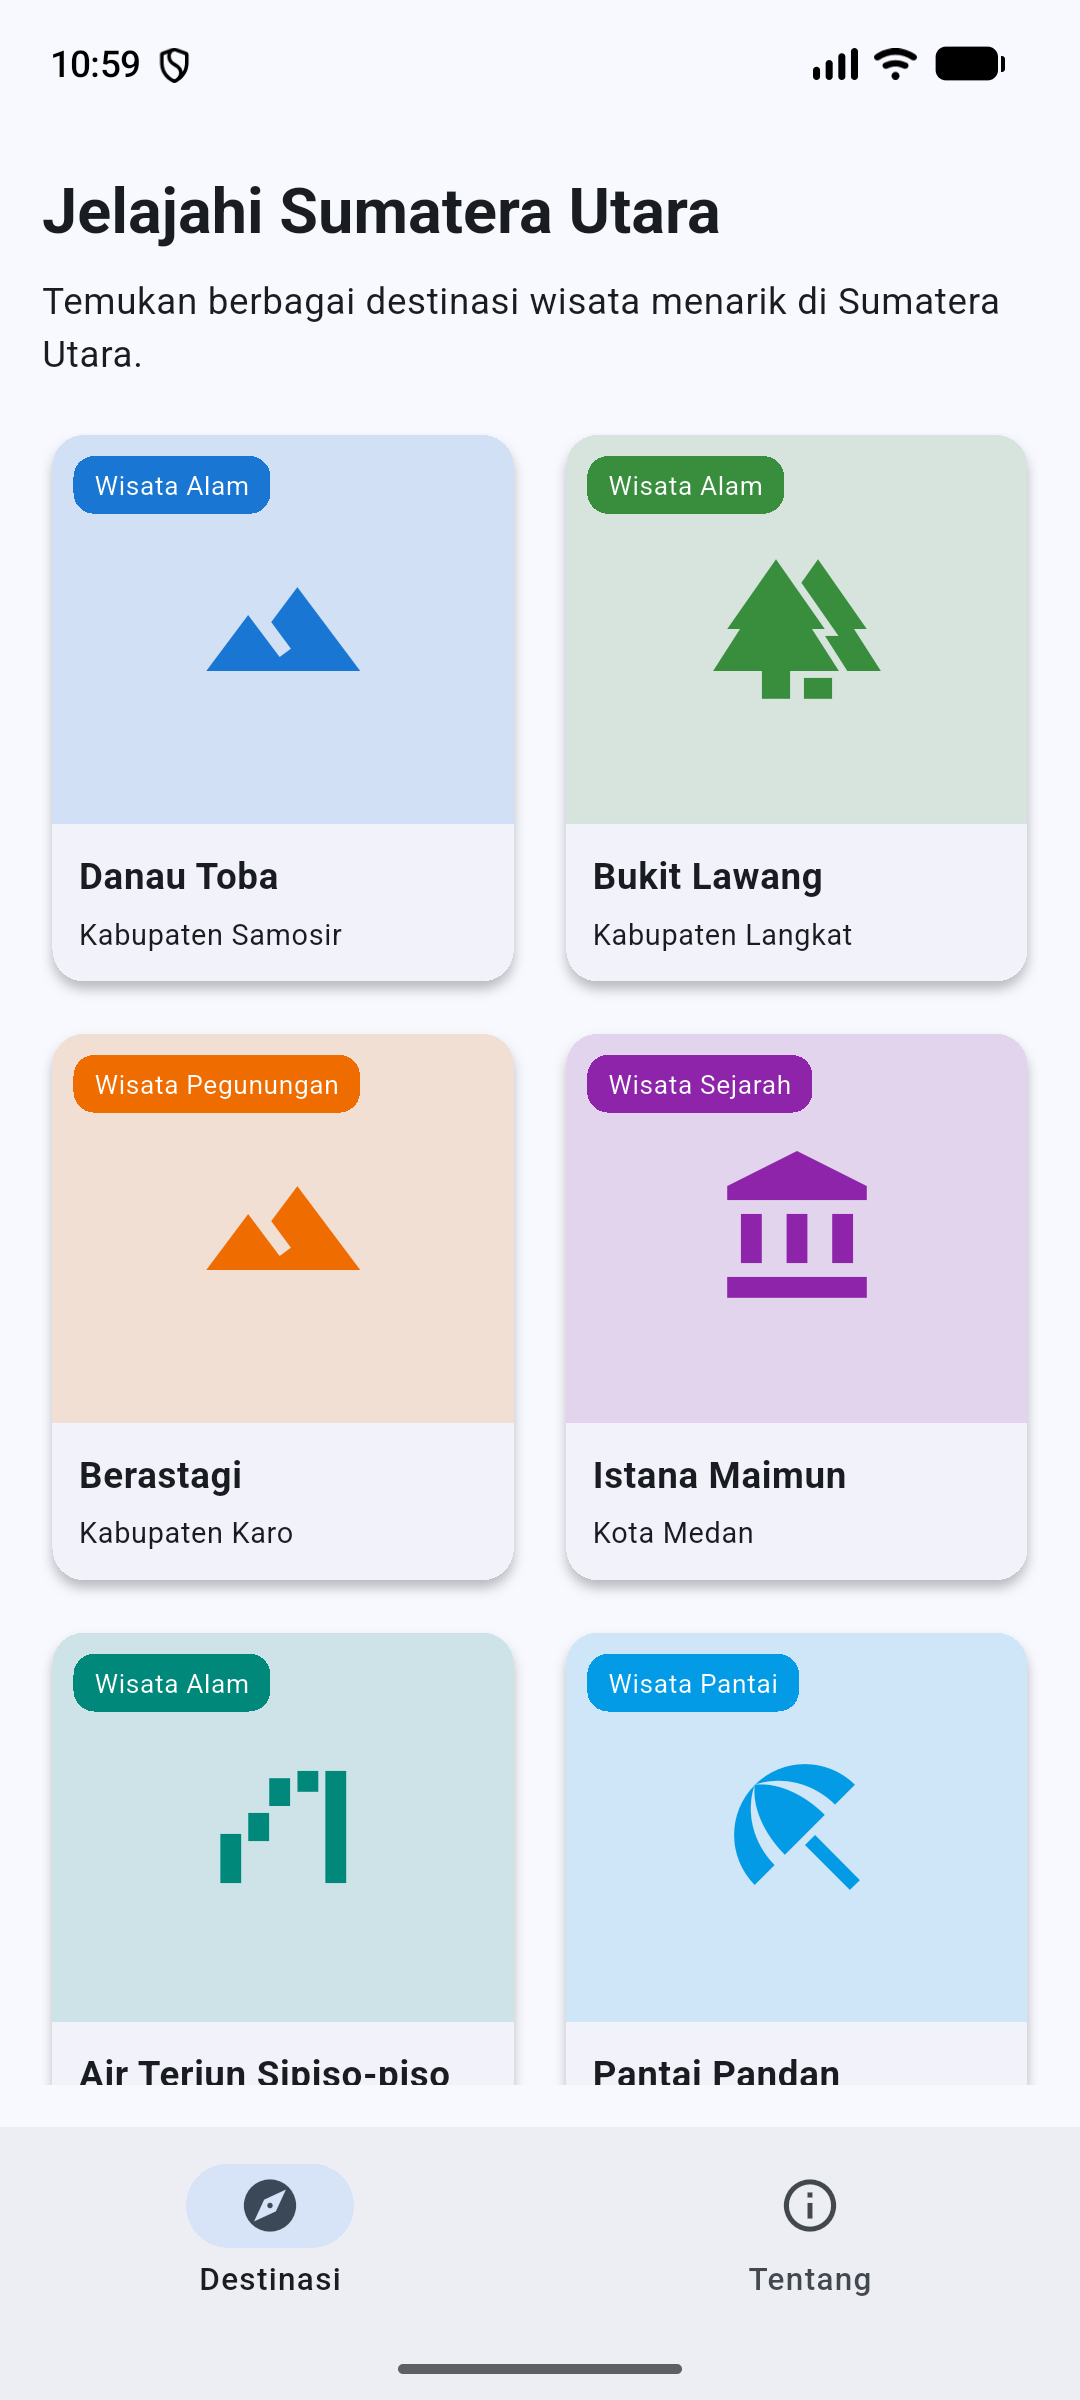 10:59
Jelajahi Sumatera Utara
Temukan berbagai destinasi wisata menarik di Sumatera
Utara.
Wisata Alam
Wisata Alam
Danau Toba
Kabupaten Samosir
Bukit Lawang
Kabupaten Langkat
Wisata Pegunungan
Wisata Sejarah
Berastagi
Kabupaten Karo
Istana Maimun
Kota Medan
Wisata Alam
Wisata Pantai
Air Terjun Sipiso-piso
Pantai Pandan
Destinasi
Tentang